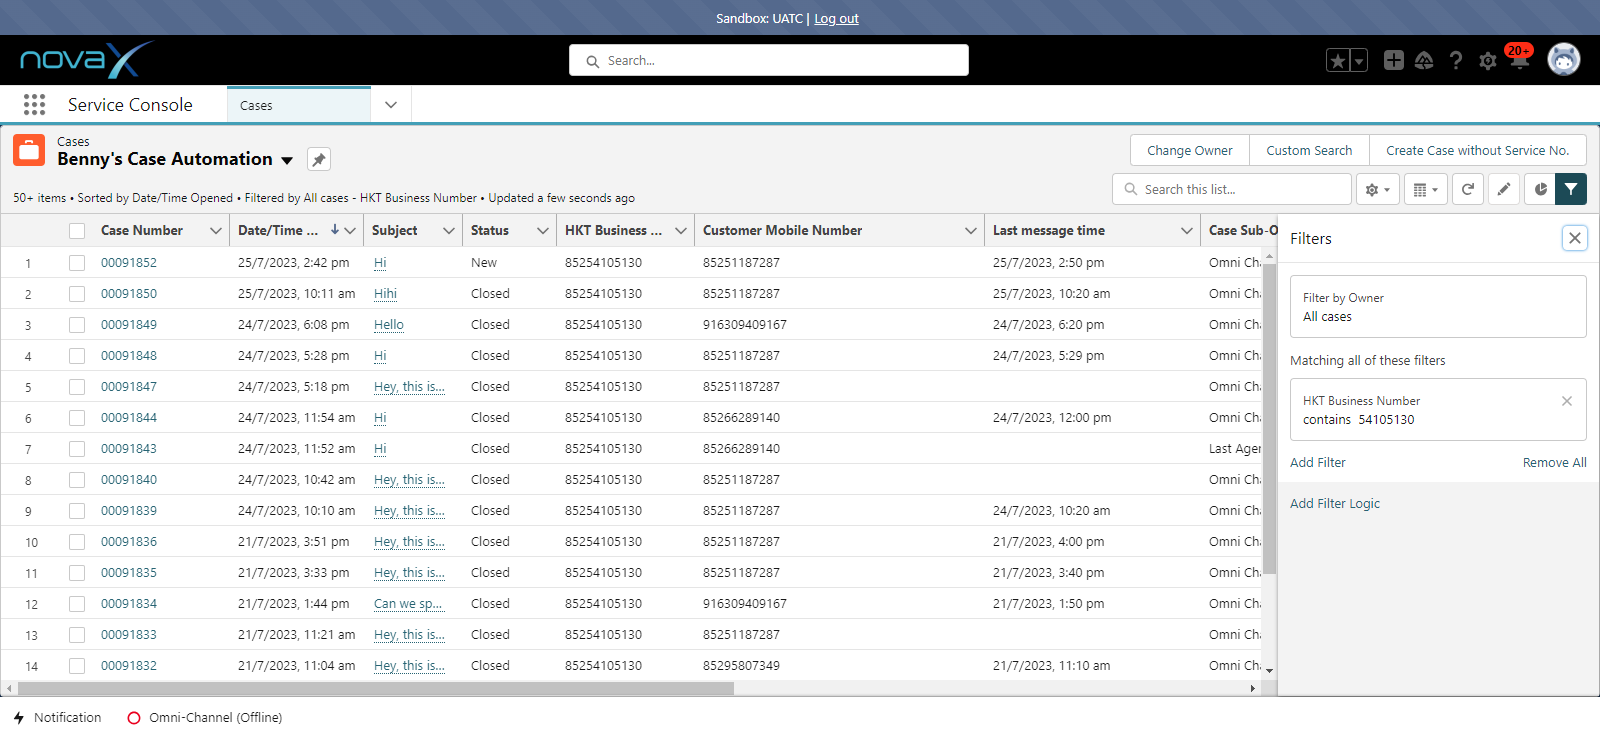 Sandbox: UATC | Log out
novaX
Search...
20+
Service Console
Cases
Cases
Benny's Case Automation
Change Owner
Custom Search
Create Case without Service No.
50+ items • Sorted by Date/Time Opened • Filtered by All cases - HKT Business Number • Updated a few seconds ago
Search this list...
Case Number Date/Time ... Subject Status HKT Business ... Customer Mobile Number Last message time Case Sub-O
1 00091852 25/7/2023, 2:42 pm Hi New 85254105130 85251187287 25/7/2023, 2:50 pm Omni Cha
2 00091850 25/7/2023, 10:11 am Hihi Closed 85254105130 85251187287 25/7/2023, 10:20 am Omni Cha
3 00091849 24/7/2023, 6:08 pm Hello Closed 85254105130 916309409167 24/7/2023, 6:20 pm Omni Cha
4 00091848 24/7/2023, 5:28 pm Hi Closed 85254105130 85251187287 24/7/2023, 5:29 pm Omni Cha
5 00091847 24/7/2023, 5:18 pm Hey, this is... Closed 85254105130 85251187287 Omni Cha
6 00091844 24/7/2023, 11:54 am Hi Closed 85254105130 85266289140 24/7/2023, 12:00 pm Omni Cha
7 00091843 24/7/2023, 11:52 am Hi Closed 85254105130 85266289140 Last Agen
8 00091840 24/7/2023, 10:42 am Hey, this is... Closed 85254105130 85251187287 Omni Cha
9 00091839 24/7/2023, 10:10 am Hey, this is... Closed 85254105130 85251187287 24/7/2023, 10:20 am Omni Cha
10 00091836 21/7/2023, 3:51 pm Hey, this is... Closed 85254105130 85251187287 21/7/2023, 4:00 pm Omni Cha
11 00091835 21/7/2023, 3:33 pm Hey, this is... Closed 85254105130 85251187287 21/7/2023, 3:40 pm Omni Cha
12 00091834 21/7/2023, 1:44 pm Can we sp... Closed 85254105130 916309409167 21/7/2023, 1:50 pm Omni Cha
13 00091833 21/7/2023, 11:21 am Hey, this is... Closed 85254105130 85251187287 Omni Cha
14 00091832 21/7/2023, 11:04 am Hey, this is... Closed 85254105130 85295807349 21/7/2023, 11:10 am Omni Cha
Filters
Filter by Owner
All cases
Matching all of these filters
HKT Business Number
contains 54105130
Add Filter
Remove All
Add Filter Logic
Notification
Omni-Channel (Offline)